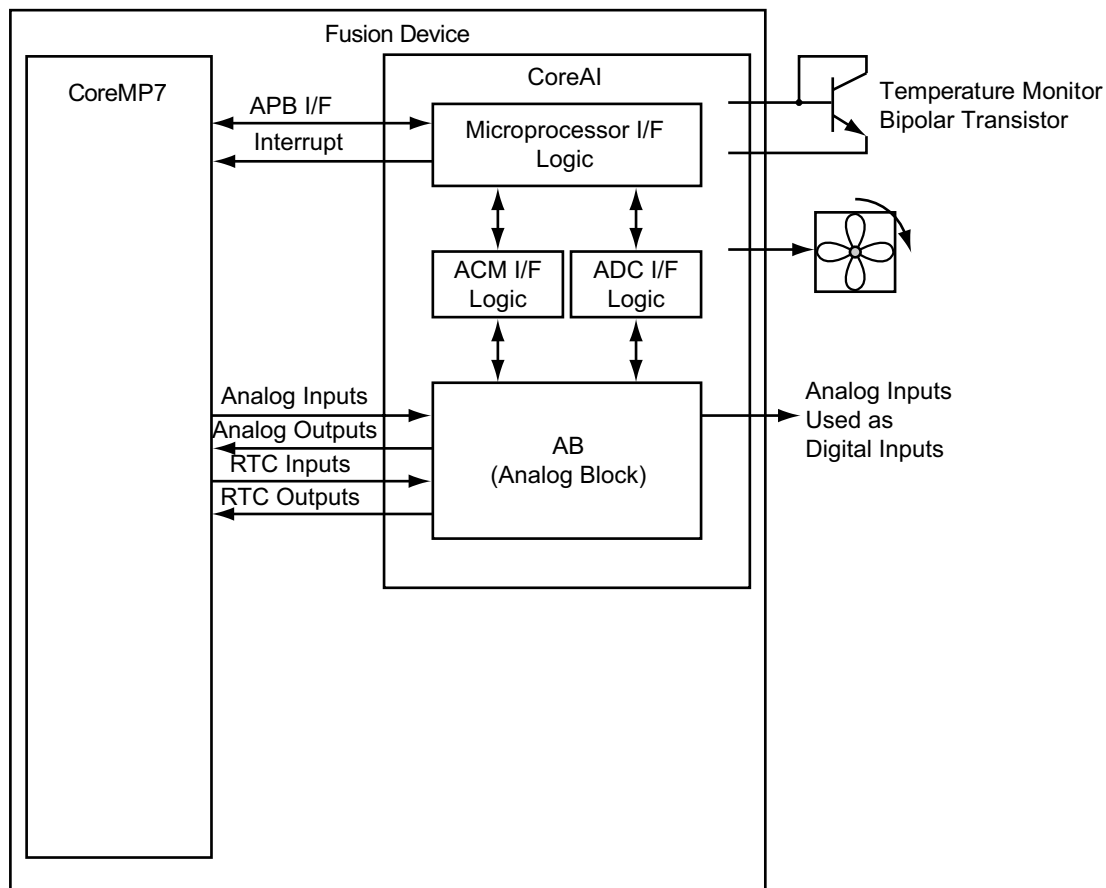 Fusion Device
CoreMP7
CoreAI
APB I/F
Interrupt
Microprocessor I/F
Logic
Temperature Monitor
Bipolar Transistor
ACM I/F
Logic
ADC I/F
Logic
Analog Inputs
Analog Outputs
RTC Inputs
RTC Outputs
AB
(Analog Block)
Analog Inputs
Used as
Digital Inputs